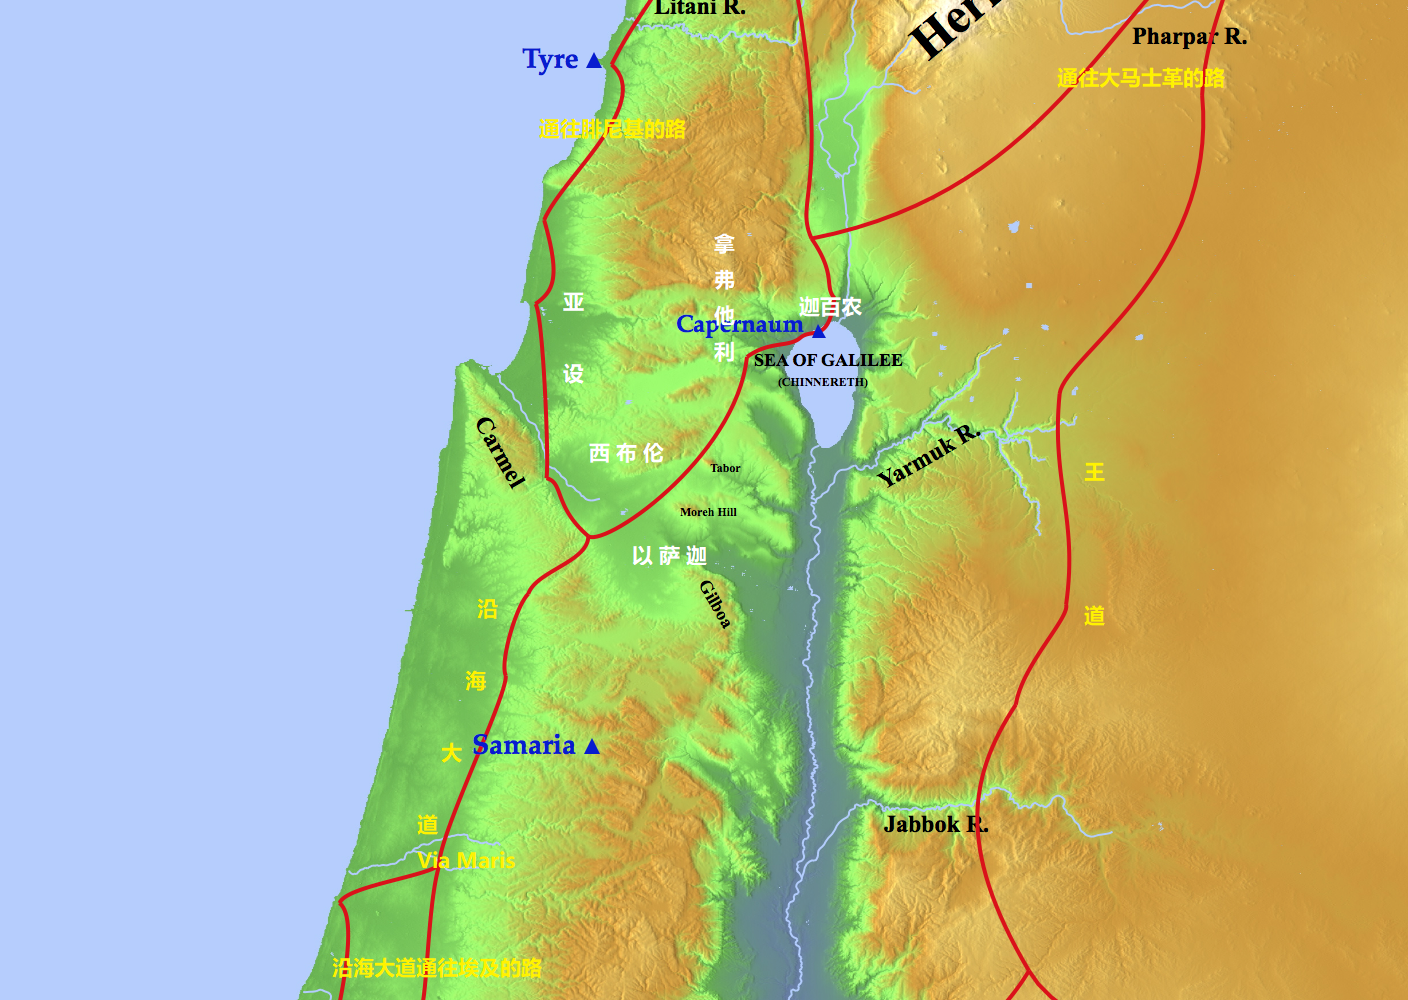 Litani R.
Her
Pharpar R.
Tyre
通往大马士革的路
通往腓尼基的路
拿弗他利
亚设
迦百农
Capernaum
SEA OF GALILEE
(CHINNERETH)
Carmel
西布伦
Tabor
Yarmuk R.
王道
Moreh Hill
以萨迦
Gilboa
沿海大道
Samaria
Jabbok R.
Via Maris
沿海大道通往埃及的路